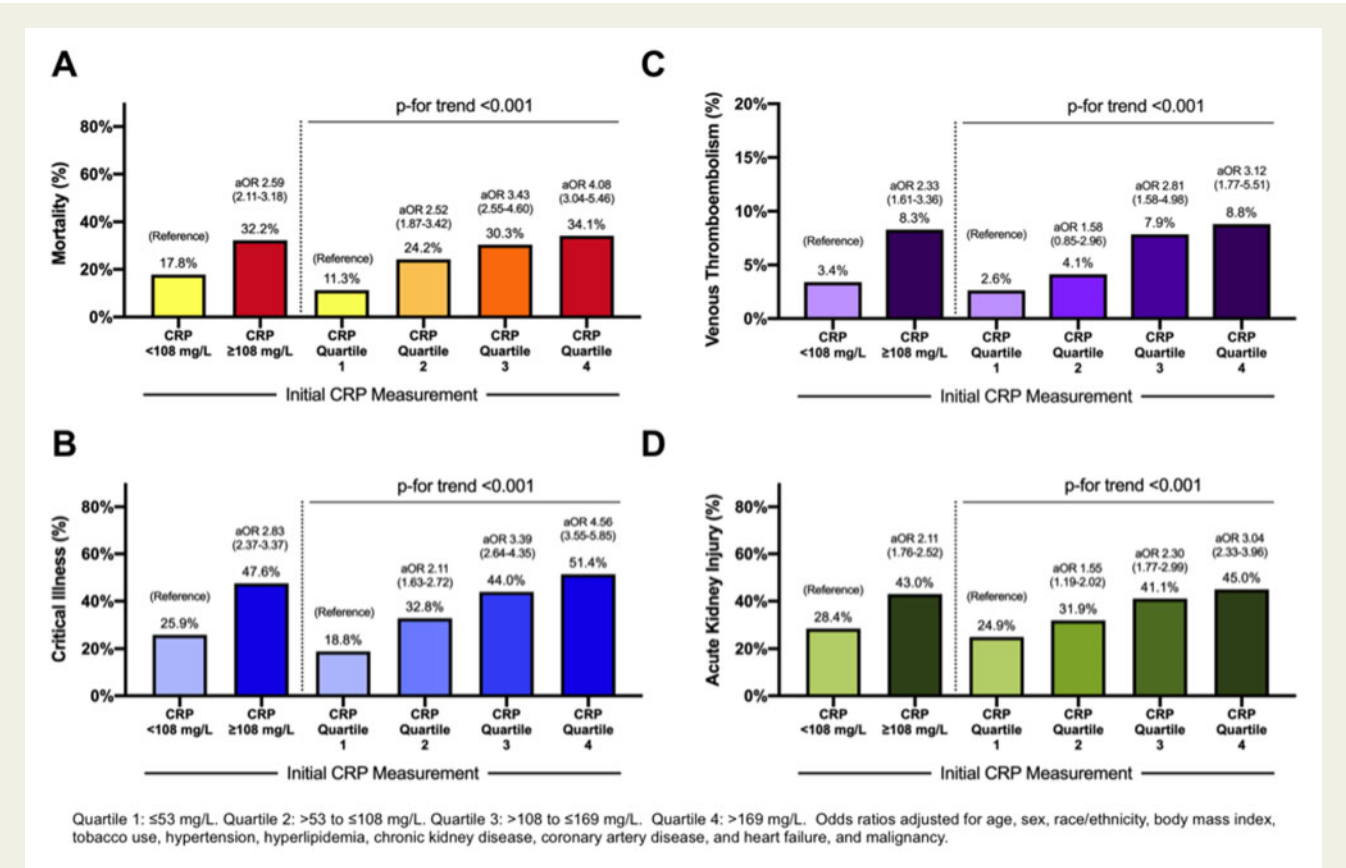 A
p-for trend <0.001
Mortality (%)
80%
60%
40%
20%
0%
(Reference)
17.8%
aOR 2.59
(2.11-3.18)
32.2%
(Reference)
11.3%
aOR 2.52
(1.87-3.42)
24.2%
aOR 3.43
(2.55-4.60)
30.3%
aOR 4.08
(3.04-5.46)
34.1%
CRP
<108 mg/L
CRP
≥108 mg/L
CRP
Quartile
1
CRP
Quartile
2
CRP
Quartile
3
CRP
Quartile
4
Initial CRP Measurement
B
p-for trend <0.001
Critical Illness (%)
80%
60%
40%
20%
0%
(Reference)
25.9%
aOR 2.83
(2.37-3.37)
47.6%
(Reference)
18.8%
aOR 2.11
(1.63-2.72)
32.8%
aOR 3.39
(2.64-4.35)
44.0%
aOR 4.56
(3.55-5.85)
51.4%
CRP
<108 mg/L
CRP
≥108 mg/L
CRP
Quartile
1
CRP
Quartile
2
CRP
Quartile
3
CRP
Quartile
4
Initial CRP Measurement
C
p-for trend <0.001
Venous Thromboembolism (%)
20%
15%
10%
5%
0%
(Reference)
3.4%
aOR 2.33
(1.61-3.36)
8.3%
(Reference)
2.6%
aOR 1.58
(0.85-2.96)
4.1%
aOR 2.81
(1.58-4.98)
7.9%
aOR 3.12
(1.77-5.51)
8.8%
CRP
<108 mg/L
CRP
≥108 mg/L
CRP
Quartile
1
CRP
Quartile
2
CRP
Quartile
3
CRP
Quartile
4
Initial CRP Measurement
D
p-for trend <0.001
Acute Kidney Injury (%)
80%
60%
40%
20%
0%
(Reference)
28.4%
aOR 2.11
(1.76-2.52)
43.0%
(Reference)
24.9%
aOR 1.55
(1.19-2.02)
31.9%
aOR 2.30
(1.77-2.99)
41.1%
aOR 3.04
(2.33-3.96)
45.0%
CRP
<108 mg/L
CRP
≥108 mg/L
CRP
Quartile
1
CRP
Quartile
2
CRP
Quartile
3
CRP
Quartile
4
Initial CRP Measurement
Quartile 1: ≤53 mg/L. Quartile 2: >53 to ≤108 mg/L. Quartile 3: >108 to ≤169 mg/L. Quartile 4: >169 mg/L. Odds ratios adjusted for age, sex, race/ethnicity, body mass index,
tobacco use, hypertension, hyperlipidemia, chronic kidney disease, coronary artery disease, and heart failure, and malignancy.